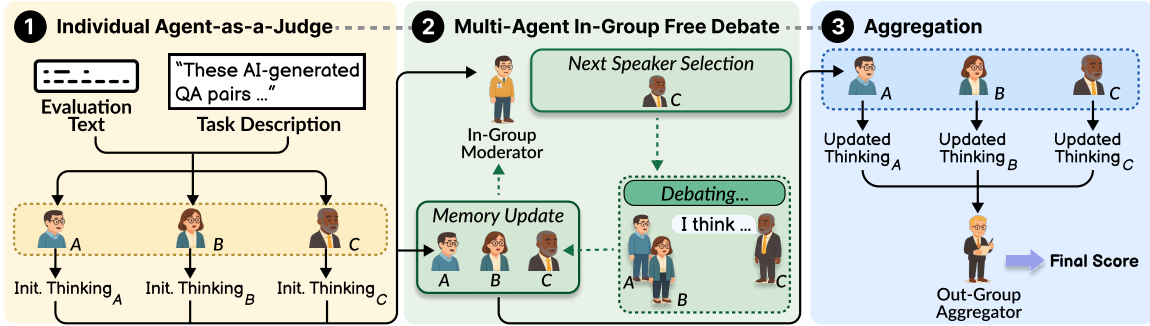 1 Individual Agent-as-a-Judge
"These AI-generated
QA pairs ..."
Evaluation
Text
Task Description
A
B
C
Init. Thinking A
Init. Thinking B
Init. Thinking C
2 Multi-Agent In-Group Free Debate
In-Group
Moderator
Next Speaker Selection
C
Debating...
I think ...
A
B
C
Memory Update
A
B
C
3 Aggregation
A
B
C
Updated
Thinking A
Updated
Thinking B
Updated
Thinking C
Out-Group
Aggregator
Final Score